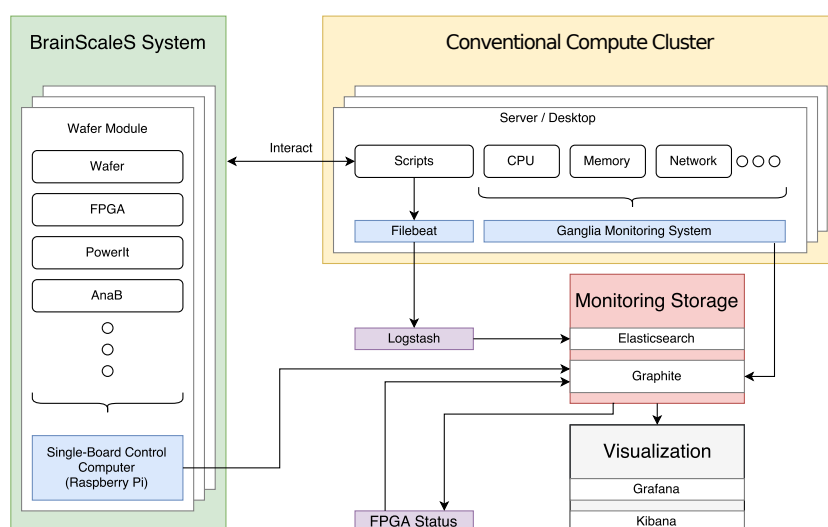 BrainScaleS System
Wafer Module
Wafer
FPGA
PowerIt
AnaB
Single-Board Control
Computer
(Raspberry Pi)
Interact
Conventional Compute Cluster
Server / Desktop
Scripts
CPU
Memory
Network
Filebeat
Ganglia Monitoring System
Logstash
Monitoring Storage
Elasticsearch
Graphite
Visualization
Grafana
Kibana
FPGA Status